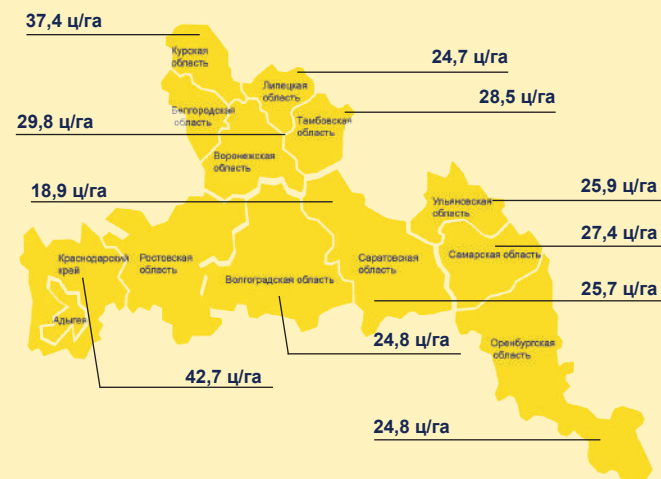 37,4 ц/га
Курская
область
24,7 ц/га
Липецкая
область
28,5 ц/га
Белгородская
область
Тамбовская
область
29,8 ц/га
Воронежская
область
18,9 ц/га
25,9 ц/га
Ульяновская
область
27,4 ц/га
Краснодарский
край
Ростовская
область
Волгоградская область
Саратовская
область
Самарская область
25,7 ц/га
Адыгея
24,8 ц/га
Оренбургская
область
42,7 ц/га
24,8 ц/га